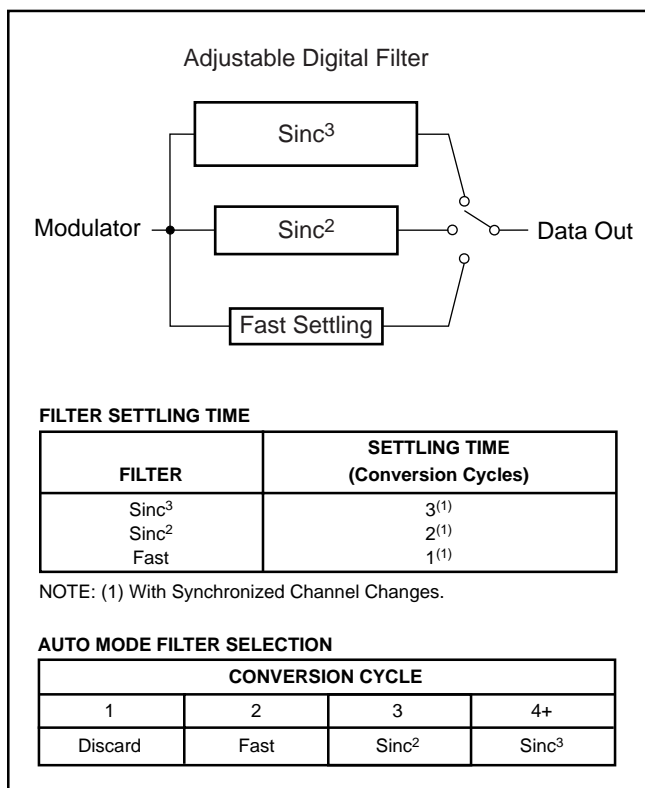 Adjustable Digital Filter
Sinc³
Modulator
Sinc²
Data Out
Fast Settling
FILTER SETTLING TIME
FILTER
SETTLING TIME
(Conversion Cycles)
Sinc³ 3(1)
Sinc² 2(1)
Fast 1(1)
NOTE: (1) With Synchronized Channel Changes.
AUTO MODE FILTER SELECTION
CONVERSION CYCLE
1 2 3 4+
Discard Fast Sinc² Sinc³